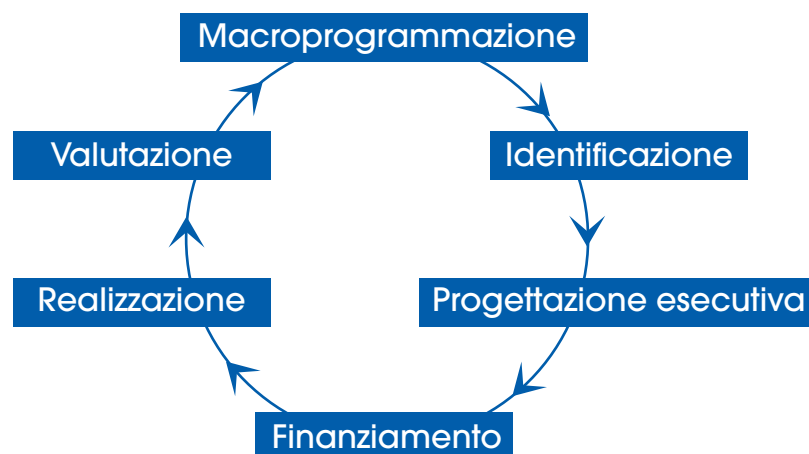 Macroprogrammazione
Valutazione
Identificazione
Realizzazione
Progettazione esecutiva
Finanziamento